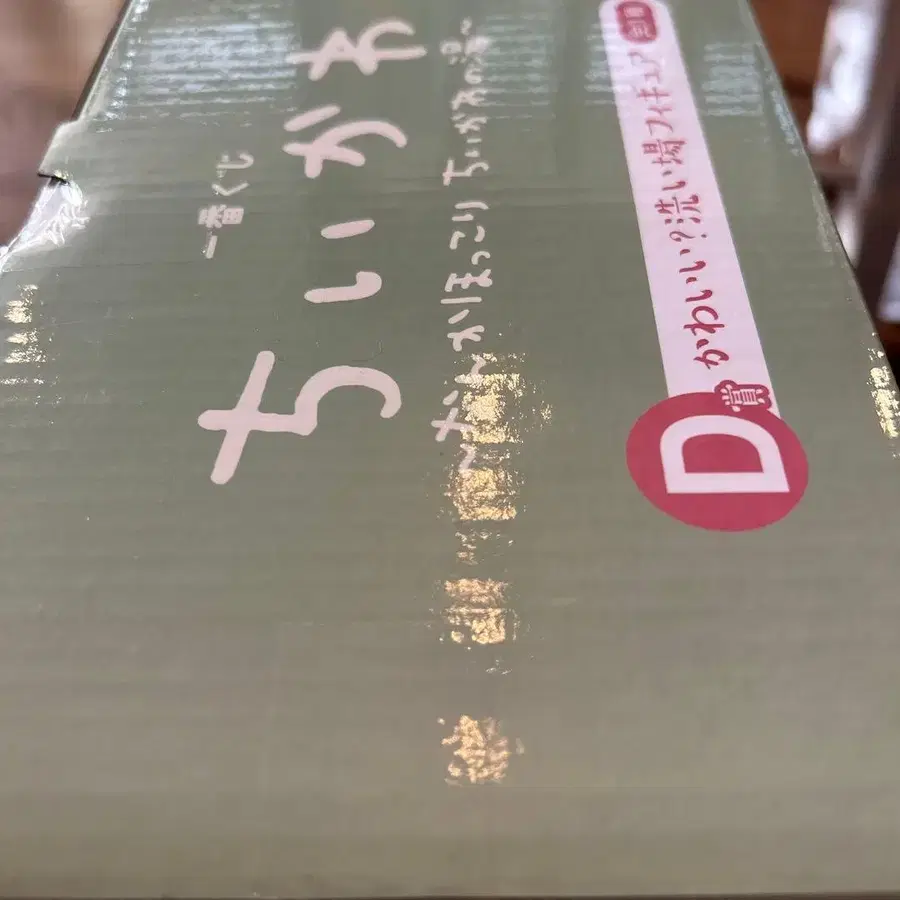 一番くじ
ちいかわ
〜なんかほっこり ちいかわの湯〜
D賞
かわいい?洗い場フィギュア